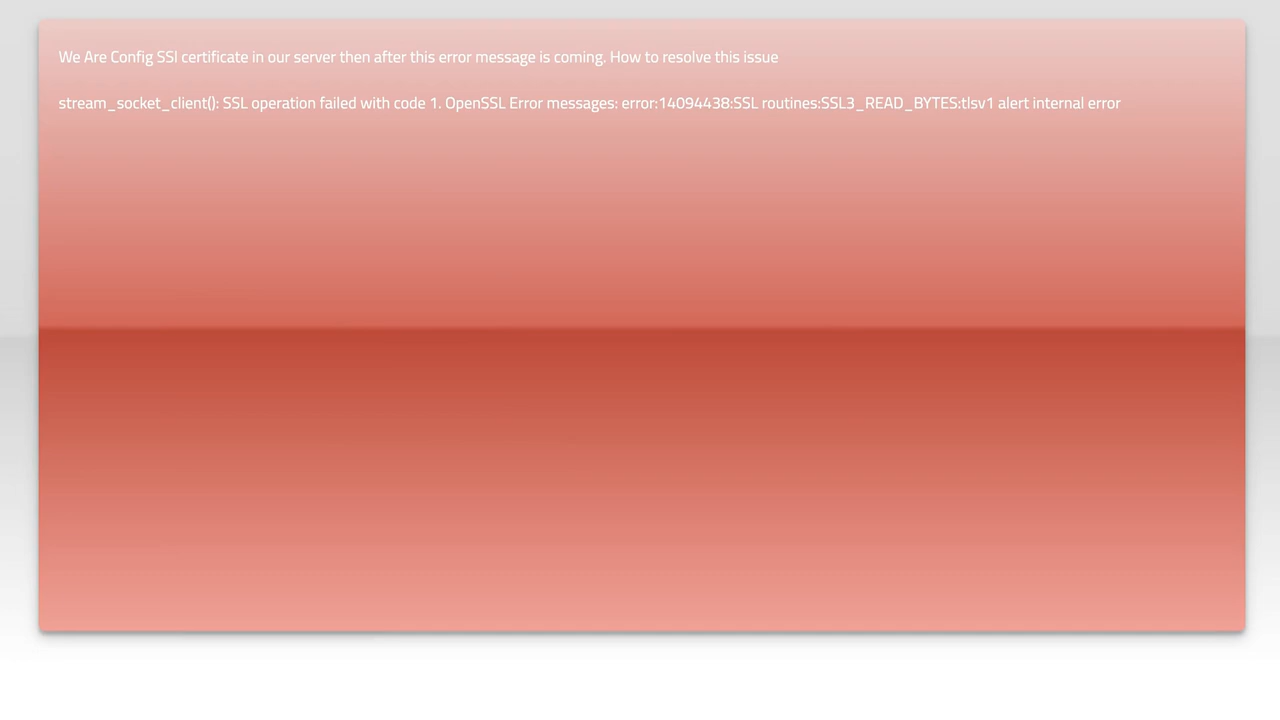 We Are Config SSl certificate in our server then after this error message is coming. How to resolve this issue
stream_socket_client(): SSL operation failed with code 1. OpenSSL Error messages: error:14094438:SSL routines:SSL3_READ_BYTES:tlsv1 alert internal error